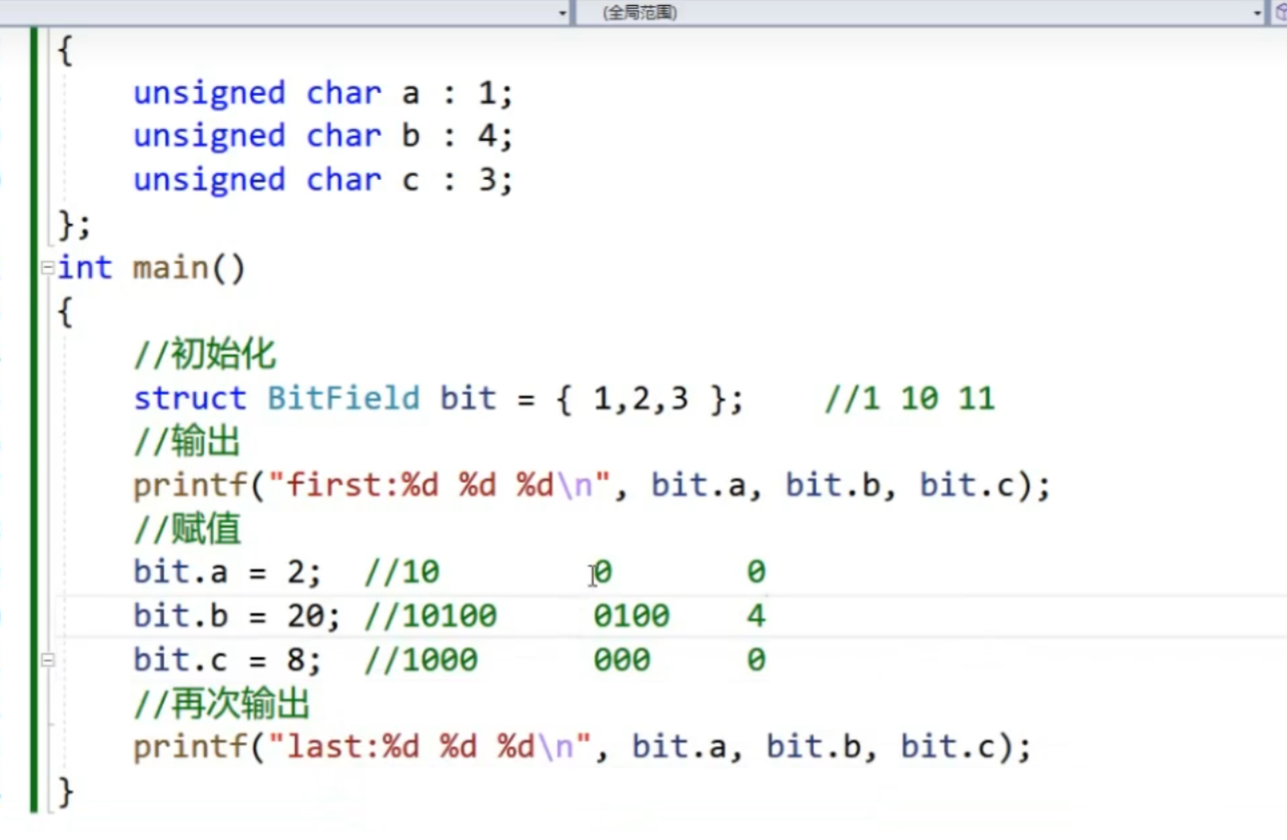 (全局范围)
{
unsigned char a : 1;
unsigned char b : 4;
unsigned char c : 3;
};
int main()
{
//初始化
struct BitField bit = { 1,2,3 };    //1 10 11
//输出
printf("first:%d %d %d\n", bit.a, bit.b, bit.c);
//赋值
bit.a = 2;  //10        0       0
bit.b = 20; //10100     0100    4
bit.c = 8;  //1000      000     0
//再次输出
printf("last:%d %d %d\n", bit.a, bit.b, bit.c);
}